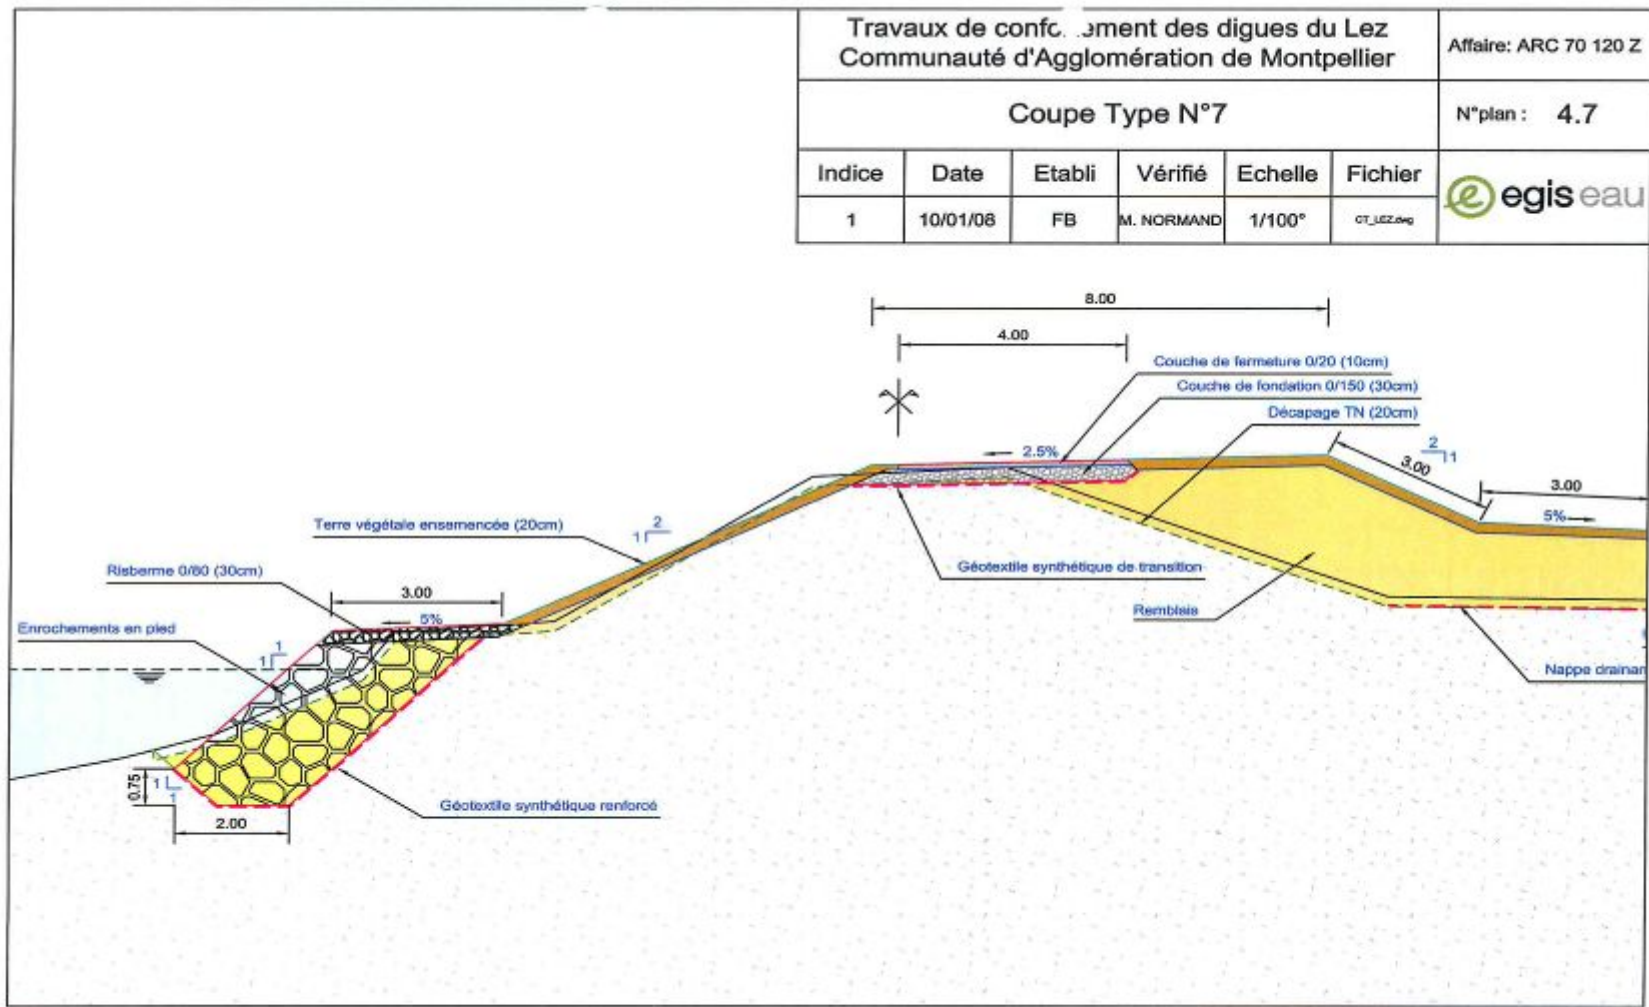 Travaux de confc. .ement des digues du Lez
Communauté d'Agglomération de Montpellier
Affaire: ARC 70 120 Z
Coupe Type N°7
N°plan : 4.7
Indice Date Etabli Vérifié Echelle Fichier
1 10/01/08 FB M. NORMAND 1/100° CT_LEZ.dwg
egis eau
8.00
4.00
Couche de fermeture 0/20 (10cm)
Couche de fondation 0/150 (30cm)
Décapage TN (20cm)
2.5%
2
1
3.00
3.00
5%
Terre végétale ensemencée (20cm)
2
1
Géotextile synthétique de transition
Risberme 0/80 (30cm)
3.00
5%
Remblais
Enrochements en pied
1
1
Nappe drainan
0.75
1
1
2.00
Géotextile synthétique renforcé